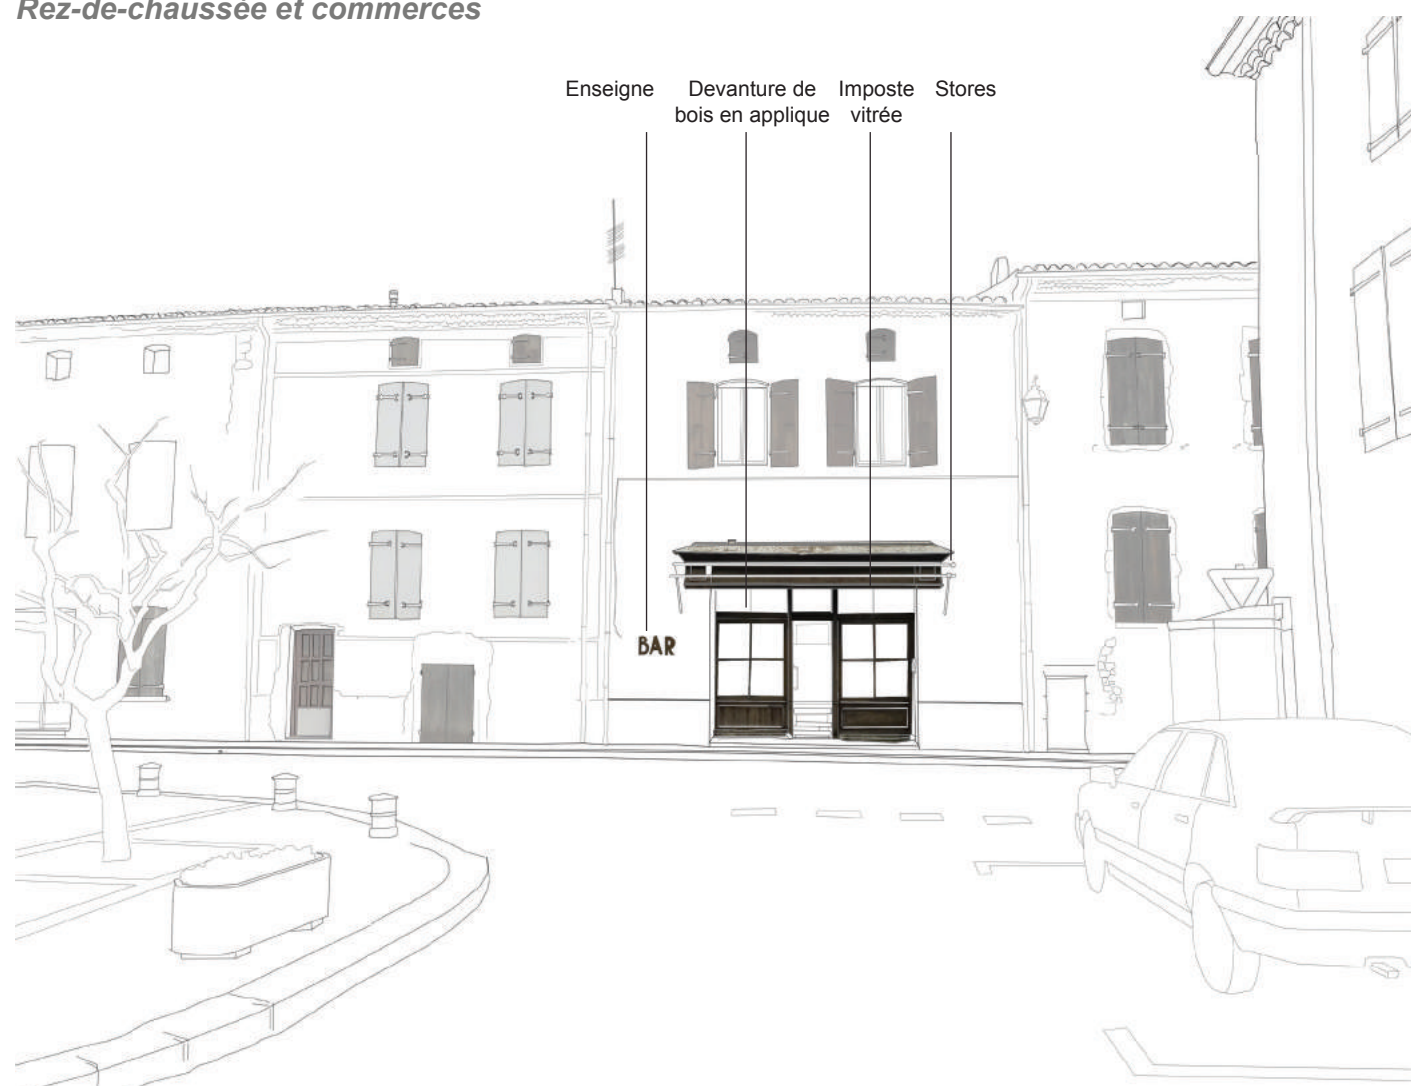 Rez-de-chaussée et commerces
Enseigne
Devanture de
bois en applique
Imposte
vitrée
Stores
BAR